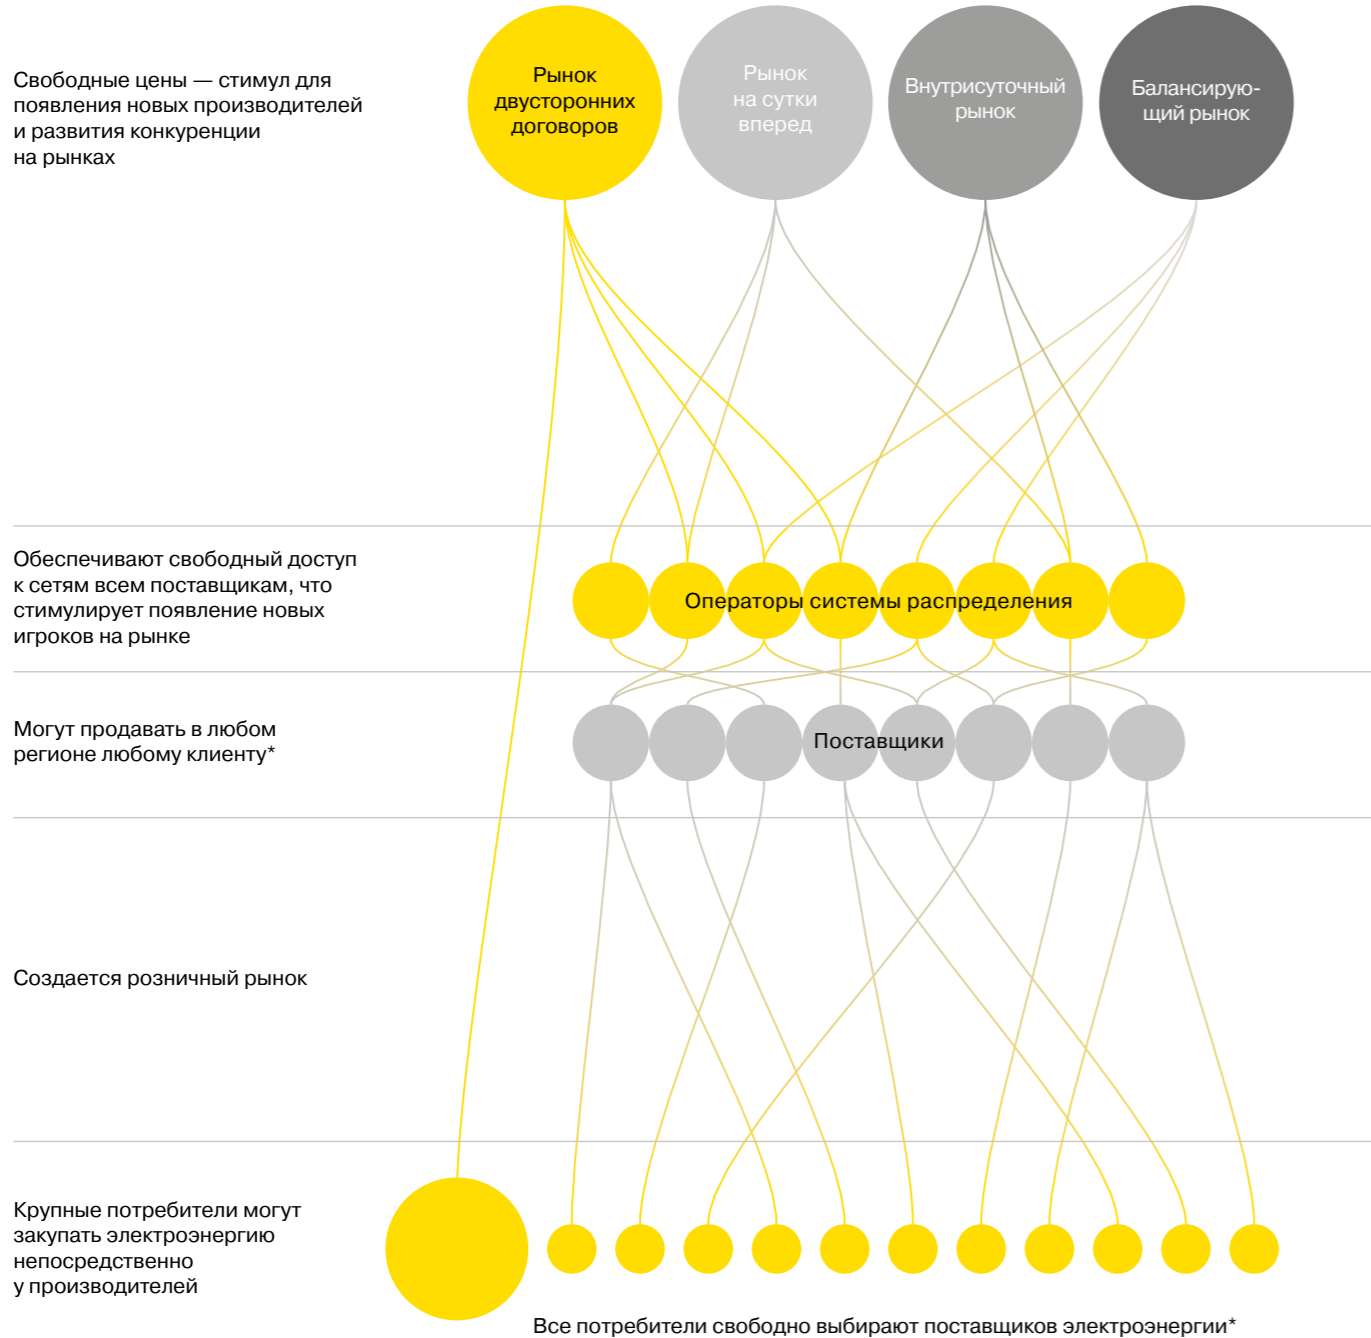 Свободные цены — стимул для
появления новых производителей
и развития конкуренции
на рынках
Рынок
двусторонних
договоров
Рынок
на сутки
вперед
Внутрисуточный
рынок
Балансирую-
щий рынок
Обеспечивают свободный доступ
к сетям всем поставщикам, что
стимулирует появление новых
игроков на рынке
Операторы системы распределения
Могут продавать в любом
регионе любому клиенту*
Поставщики
Создается розничный рынок
Крупные потребители могут
закупать электроэнергию
непосредственно
у производителей
Все потребители свободно выбирают поставщиков электроэнергии*